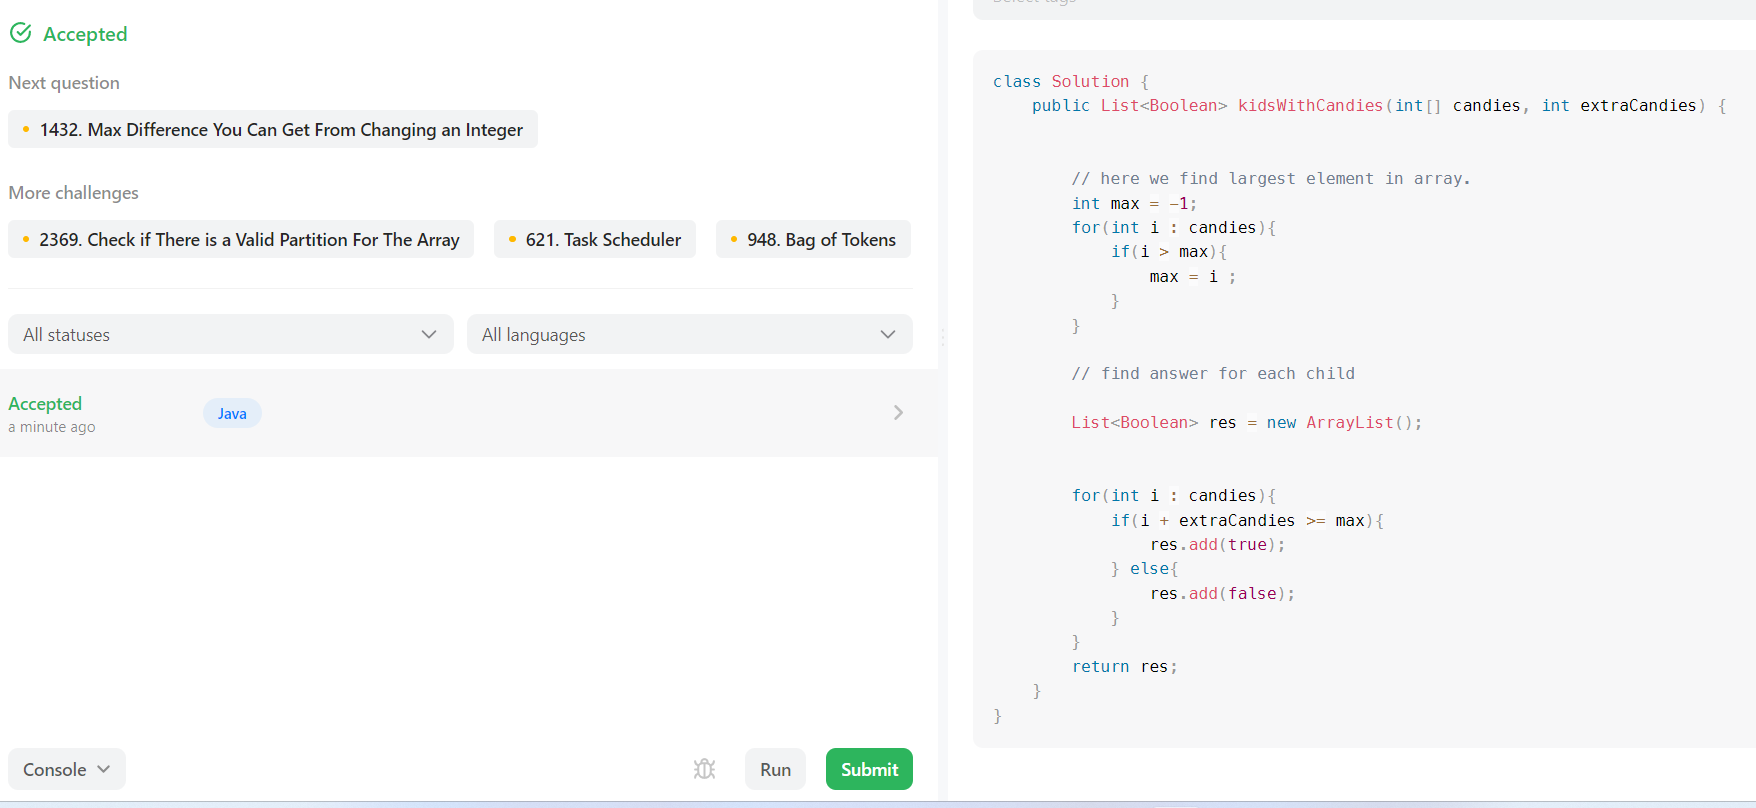 Accepted
Next question
1432. Max Difference You Can Get From Changing an Integer
More challenges
2369. Check if There is a Valid Partition For The Array
621. Task Scheduler
948. Bag of Tokens
All statuses
All languages
Accepted
a minute ago
Java
Console
Run
Submit
Select tags
class Solution {
    public List<Boolean> kidsWithCandies(int[] candies, int extraCandies) {
        // here we find largest element in array.
        int max = -1;
        for(int i : candies){
            if(i > max){
                max = i ;
            }
        }
        // find answer for each child
        List<Boolean> res = new ArrayList();
        for(int i : candies){
            if(i + extraCandies >= max){
                res.add(true);
            } else{
                res.add(false);
            }
        }
        return res;
    }
}